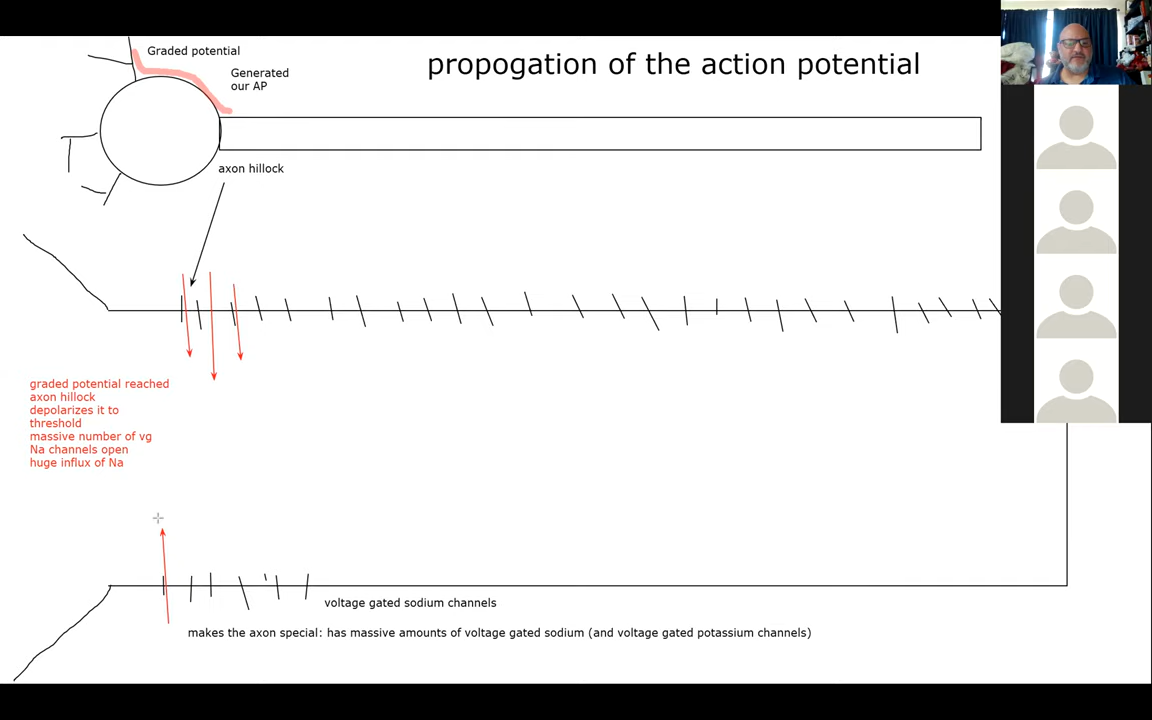 Graded potential
propogation of the action potential
Generated
our AP
axon hillock
graded potential reached
axon hillock
depolarizes it to
threshold
massive number of vg
Na channels open
huge influx of Na
voltage gated sodium channels
makes the axon special: has massive amounts of voltage gated sodium (and voltage gated potassium channels)